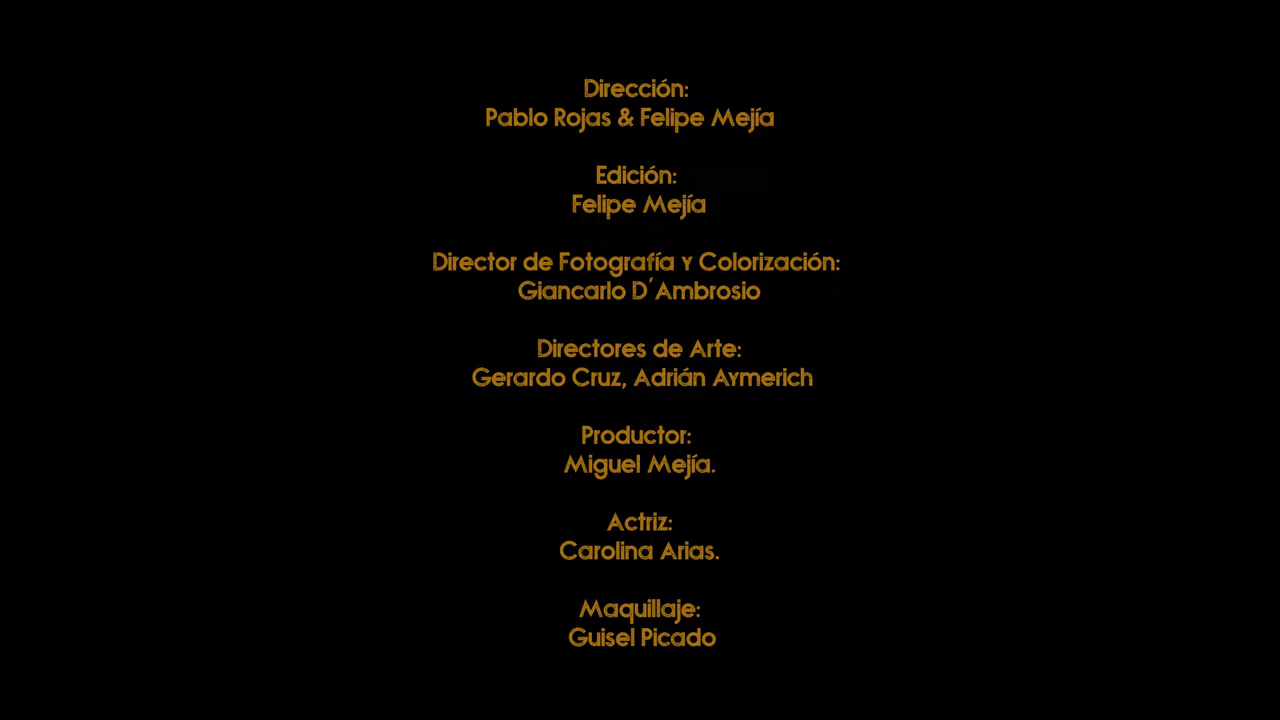 Dirección:
Pablo Rojas & Felipe Mejía
Edición:
Felipe Mejía
Director de Fotografía y Colorización:
Giancarlo D´Ambrosio
Directores de Arte:
Gerardo Cruz, Adrián Aymerich
Productor:
Miguel Mejía.
Actriz:
Carolina Arias.
Maquillaje:
Guisel Picado